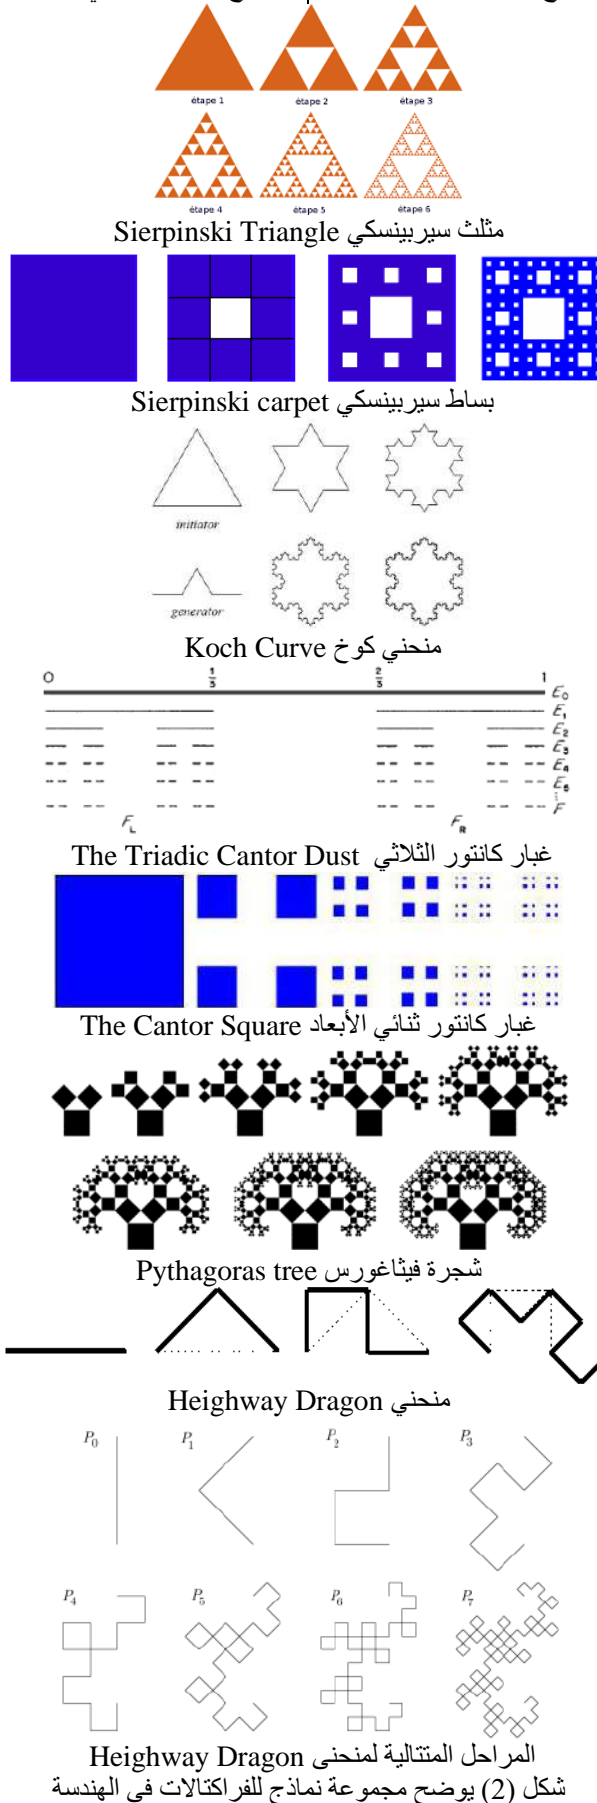 étape 1 étape 2 étape 3
étape 4 étape 5 étape 6
مثلث سيربينسكي Sierpinski Triangle
بساط سيربينسكي Sierpinski carpet
initiator
generator
منحني كوخ Koch Curve
0 1/3 2/3 1
E₀
E₁
E₂
E₃
E₄
E₅
⋮
F
F_L F_R
غبار كانتور الثلاثي The Triadic Cantor Dust
غبار كانتور ثنائي الأبعاد The Cantor Square
شجرة فيثاغورس Pythagoras tree
منحني Heighway Dragon
P₀ P₁ P₂ P₃
P₄ P₅ P₆ P₇
المراحل المتتالية لمنحنى Heighway Dragon
شكل (2) يوضح مجموعة نماذج للفراكتالات في الهندسة